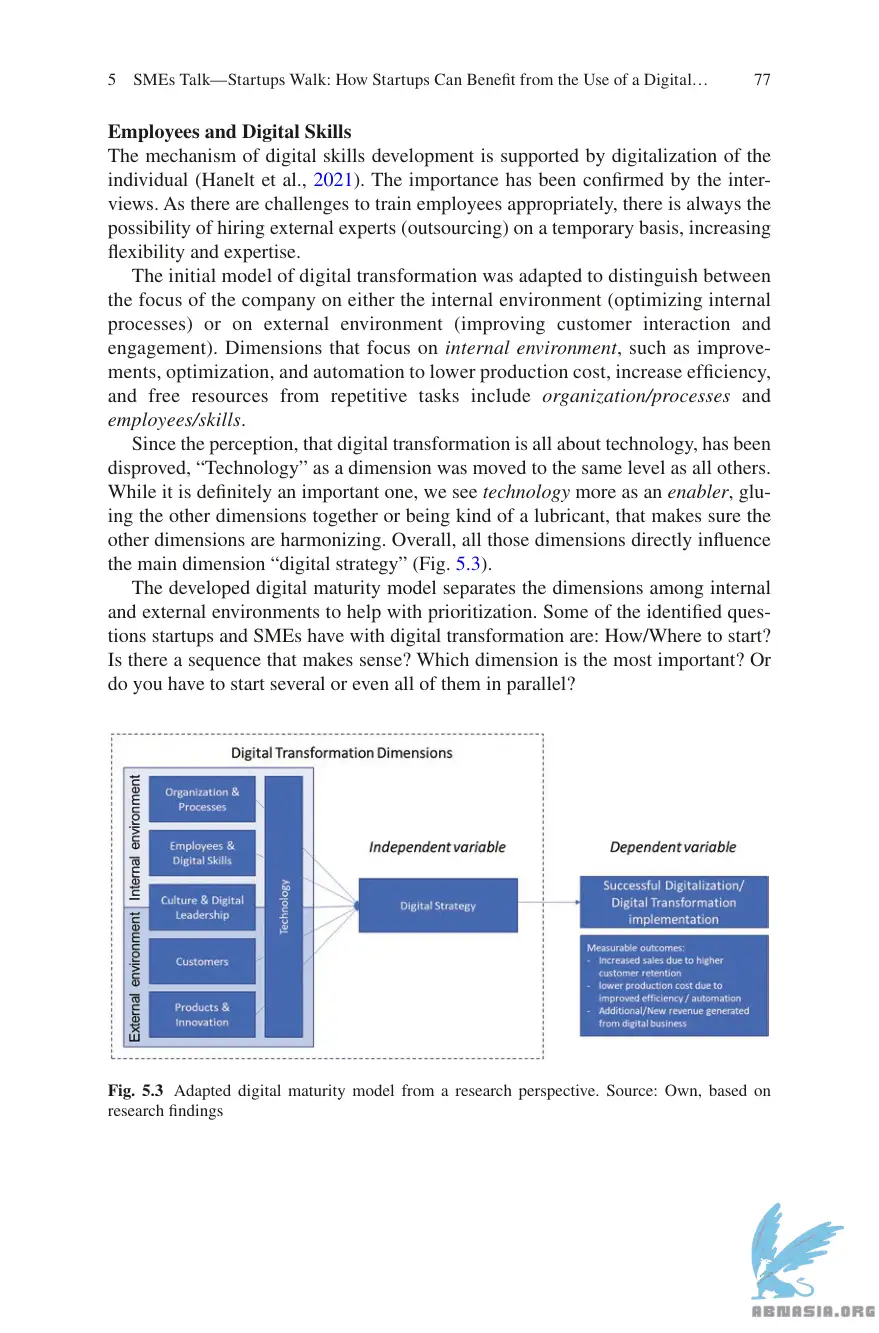 5 SMEs Talk—Startups Walk: How Startups Can Benefit from the Use of a Digital… 77
Employees and Digital Skills
The mechanism of digital skills development is supported by digitalization of the
individual (Hanelt et al., 2021). The importance has been confirmed by the inter-
views. As there are challenges to train employees appropriately, there is always the
possibility of hiring external experts (outsourcing) on a temporary basis, increasing
flexibility and expertise.
The initial model of digital transformation was adapted to distinguish between
the focus of the company on either the internal environment (optimizing internal
processes) or on external environment (improving customer interaction and
engagement). Dimensions that focus on internal environment, such as improve-
ments, optimization, and automation to lower production cost, increase efficiency,
and free resources from repetitive tasks include organization/processes and
employees/skills.
Since the perception, that digital transformation is all about technology, has been
disproved, “Technology” as a dimension was moved to the same level as all others.
While it is definitely an important one, we see technology more as an enabler, glu-
ing the other dimensions together or being kind of a lubricant, that makes sure the
other dimensions are harmonizing. Overall, all those dimensions directly influence
the main dimension “digital strategy” (Fig. 5.3).
The developed digital maturity model separates the dimensions among internal
and external environments to help with prioritization. Some of the identified ques-
tions startups and SMEs have with digital transformation are: How/Where to start?
Is there a sequence that makes sense? Which dimension is the most important? Or
do you have to start several or even all of them in parallel?
Digital Transformation Dimensions
Internal environment
External environment
Organization &
Processes
Employees &
Digital Skills
Culture & Digital
Leadership
Customers
Products &
Innovation
Technology
Independent variable
Digital Strategy
Dependent variable
Successful Digitalization/
Digital Transformation
implementation
Measurable outcomes:
- Increased sales due to higher
customer retention
- lower production cost due to
improved efficiency / automation
- Additional/New revenue generated
from digital business
Fig. 5.3 Adapted digital maturity model from a research perspective. Source: Own, based on
research findings
ABNASIA.ORG